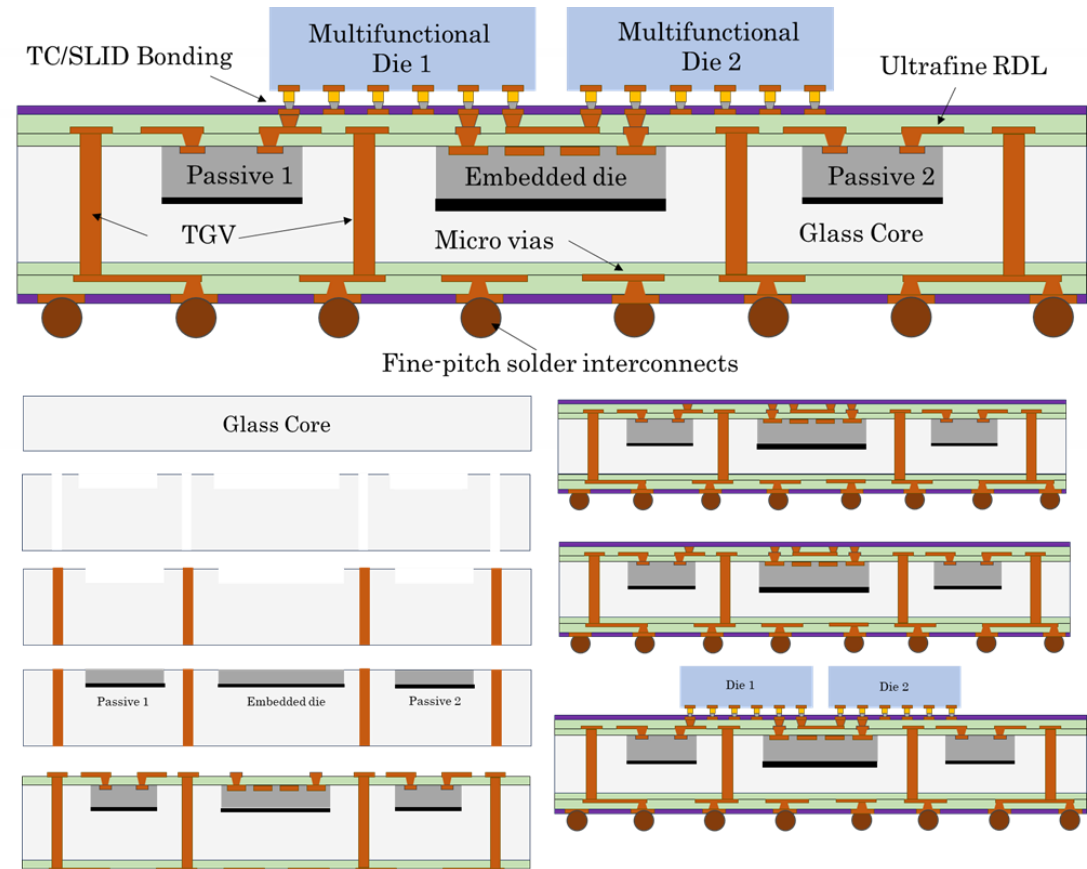 Multifunctional
Die 1
Multifunctional
Die 2
TC/SLID Bonding
Ultrafine RDL
Passive 1
Embedded die
Passive 2
TGV
Micro vias
Glass Core
Fine-pitch solder interconnects
Glass Core
Passive 1
Embedded die
Passive 2
Die 1
Die 2